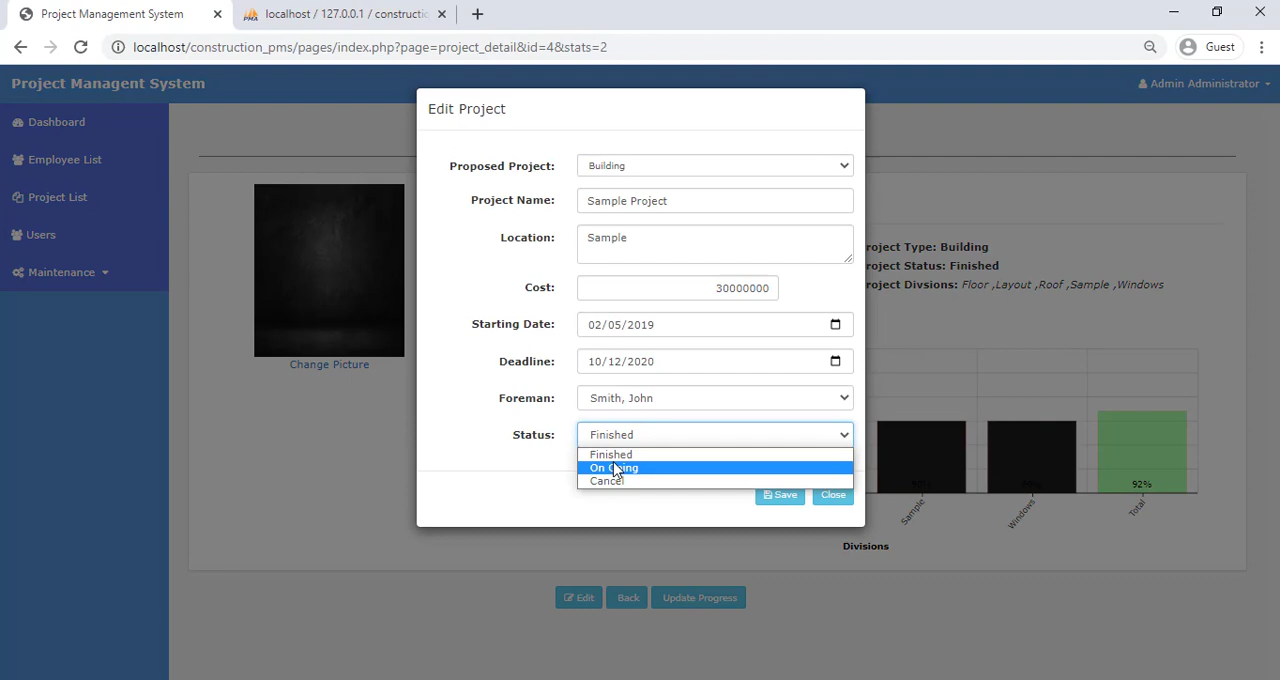 Project Management System
localhost / 127.0.0.1 / constructic
localhost/construction_pms/pages/index.php?page=project_detail&id=4&stats=2
Guest
Project Managent System
Admin Administrator
Dashboard
Employee List
Project List
Users
Maintenance
Change Picture
Edit Project
Proposed Project: Building
Project Name: Sample Project
Location: Sample
Cost: 30000000
Starting Date: 02/05/2019
Deadline: 10/12/2020
Foreman: Smith, John
Status: Finished
Finished
On Going
Cancel
Save Close
roject Type: Building
roject Status: Finished
roject Divsions: Floor ,Layout ,Roof ,Sample ,Windows
92%
Sample
Windows
Total
Divisions
Edit Back Update Progress